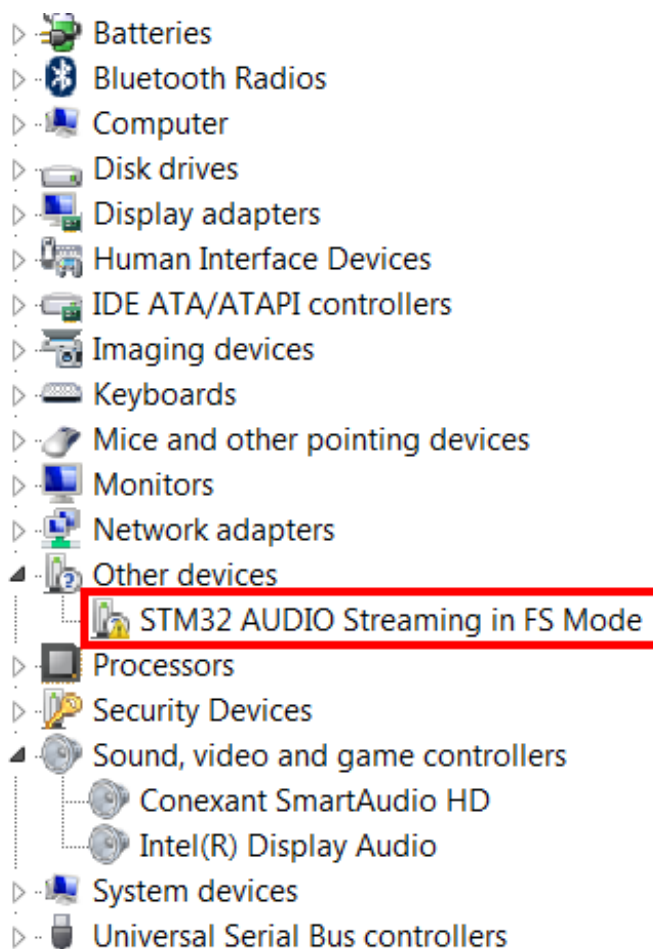 Batteries
Bluetooth Radios
Computer
Disk drives
Display adapters
Human Interface Devices
IDE ATA/ATAPI controllers
Imaging devices
Keyboards
Mice and other pointing devices
Monitors
Network adapters
Other devices
STM32 AUDIO Streaming in FS Mode
Processors
Security Devices
Sound, video and game controllers
Conexant SmartAudio HD
Intel(R) Display Audio
System devices
Universal Serial Bus controllers